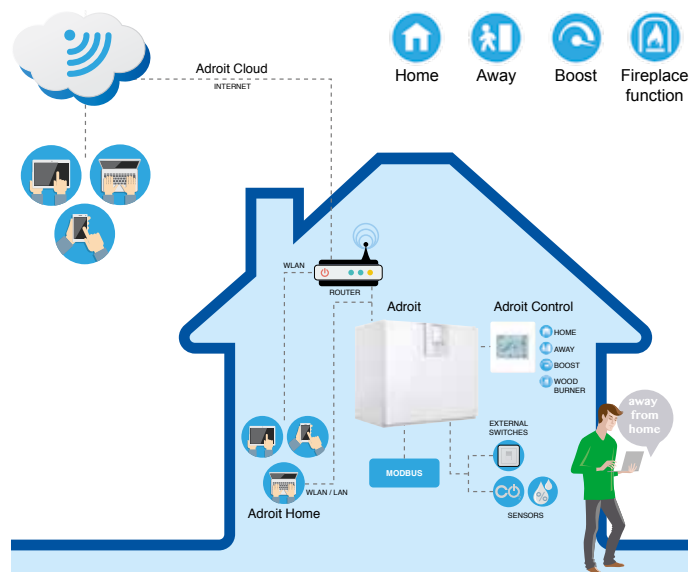 Adroit Cloud
INTERNET
Home
Away
Boost
Fireplace
function
WLAN
ROUTER
Adroit
Adroit Control
HOME
AWAY
BOOST
WOOD
BURNER
away
from
home
EXTERNAL
SWITCHES
MODBUS
WLAN / LAN
Adroit Home
%
SENSORS